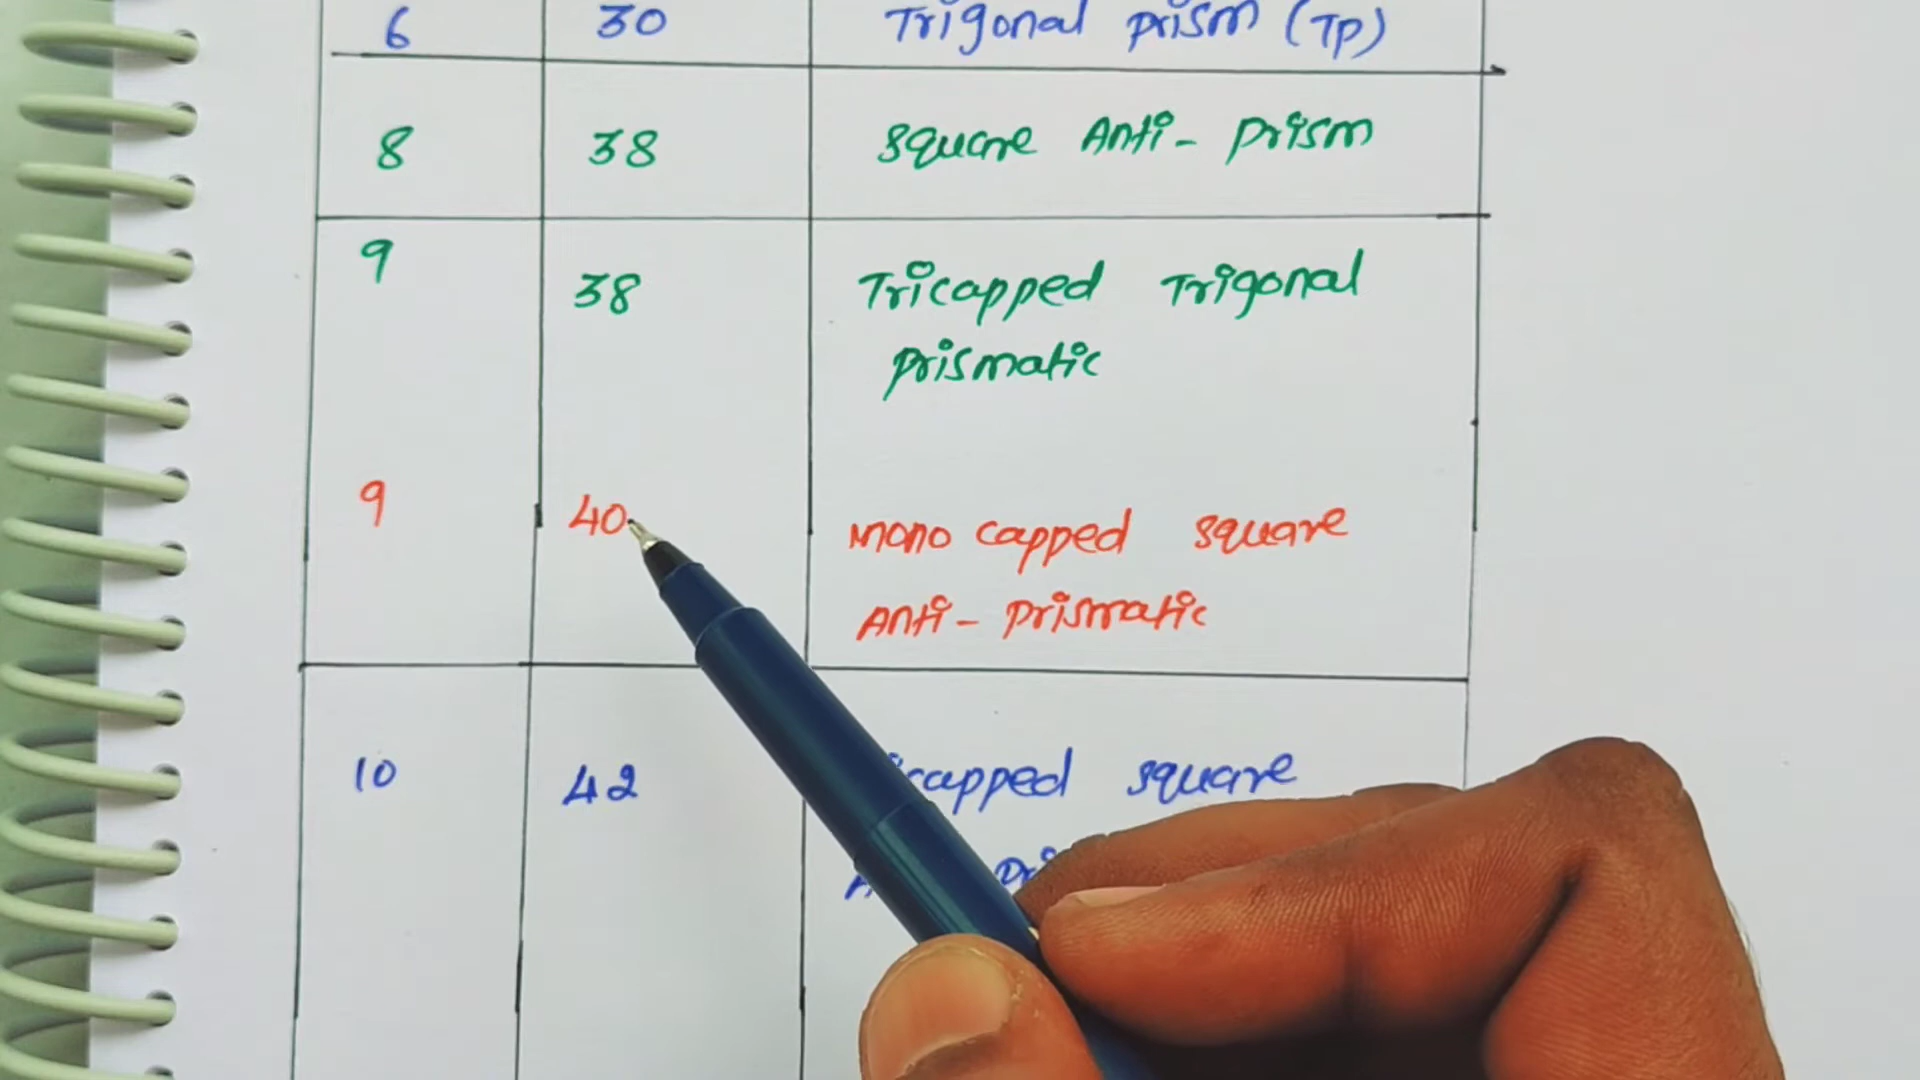 6 30 Trigonal prism (Tp)
8 38 square Anti - prism
9 38 Tricapped Trigonal
prismatic
9 40 mono capped square
Anti - prismatic
10 42 square